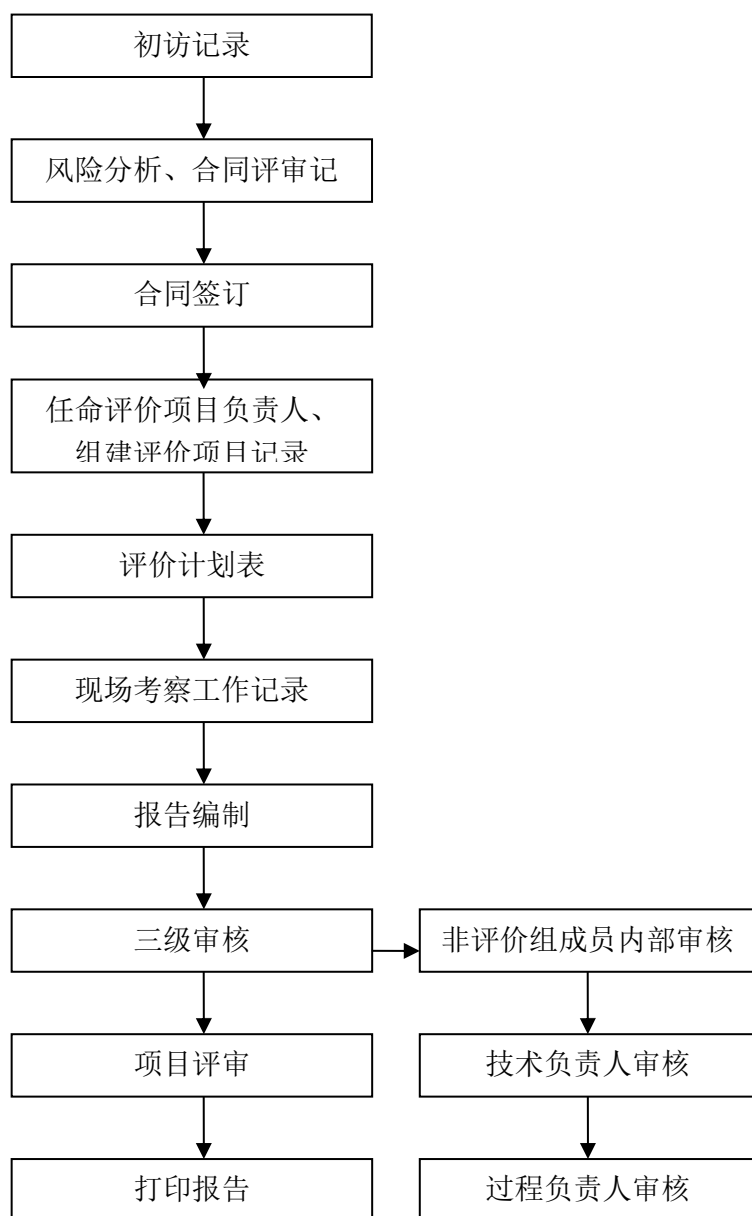 初访记录
风险分析、合同评审记
合同签订
任命评价项目负责人、
组建评价项目记录
评价计划表
现场考察工作记录
报告编制
三级审核
非评价组成员内部审核
项目评审
技术负责人审核
打印报告
过程负责人审核